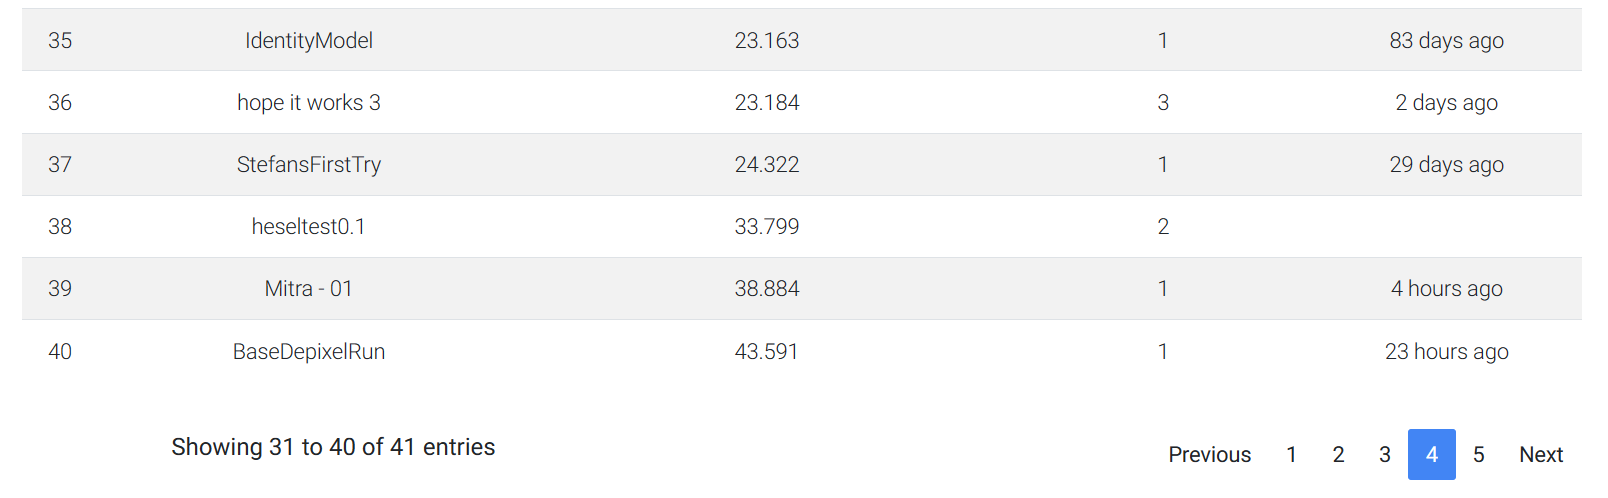 35 IdentityModel 23.163 1 83 days ago
36 hope it works 3 23.184 3 2 days ago
37 StefansFirstTry 24.322 1 29 days ago
38 heseltest0.1 33.799 2
39 Mitra - 01 38.884 1 4 hours ago
40 BaseDepixelRun 43.591 1 23 hours ago
Showing 31 to 40 of 41 entries
Previous 1 2 3 4 5 Next